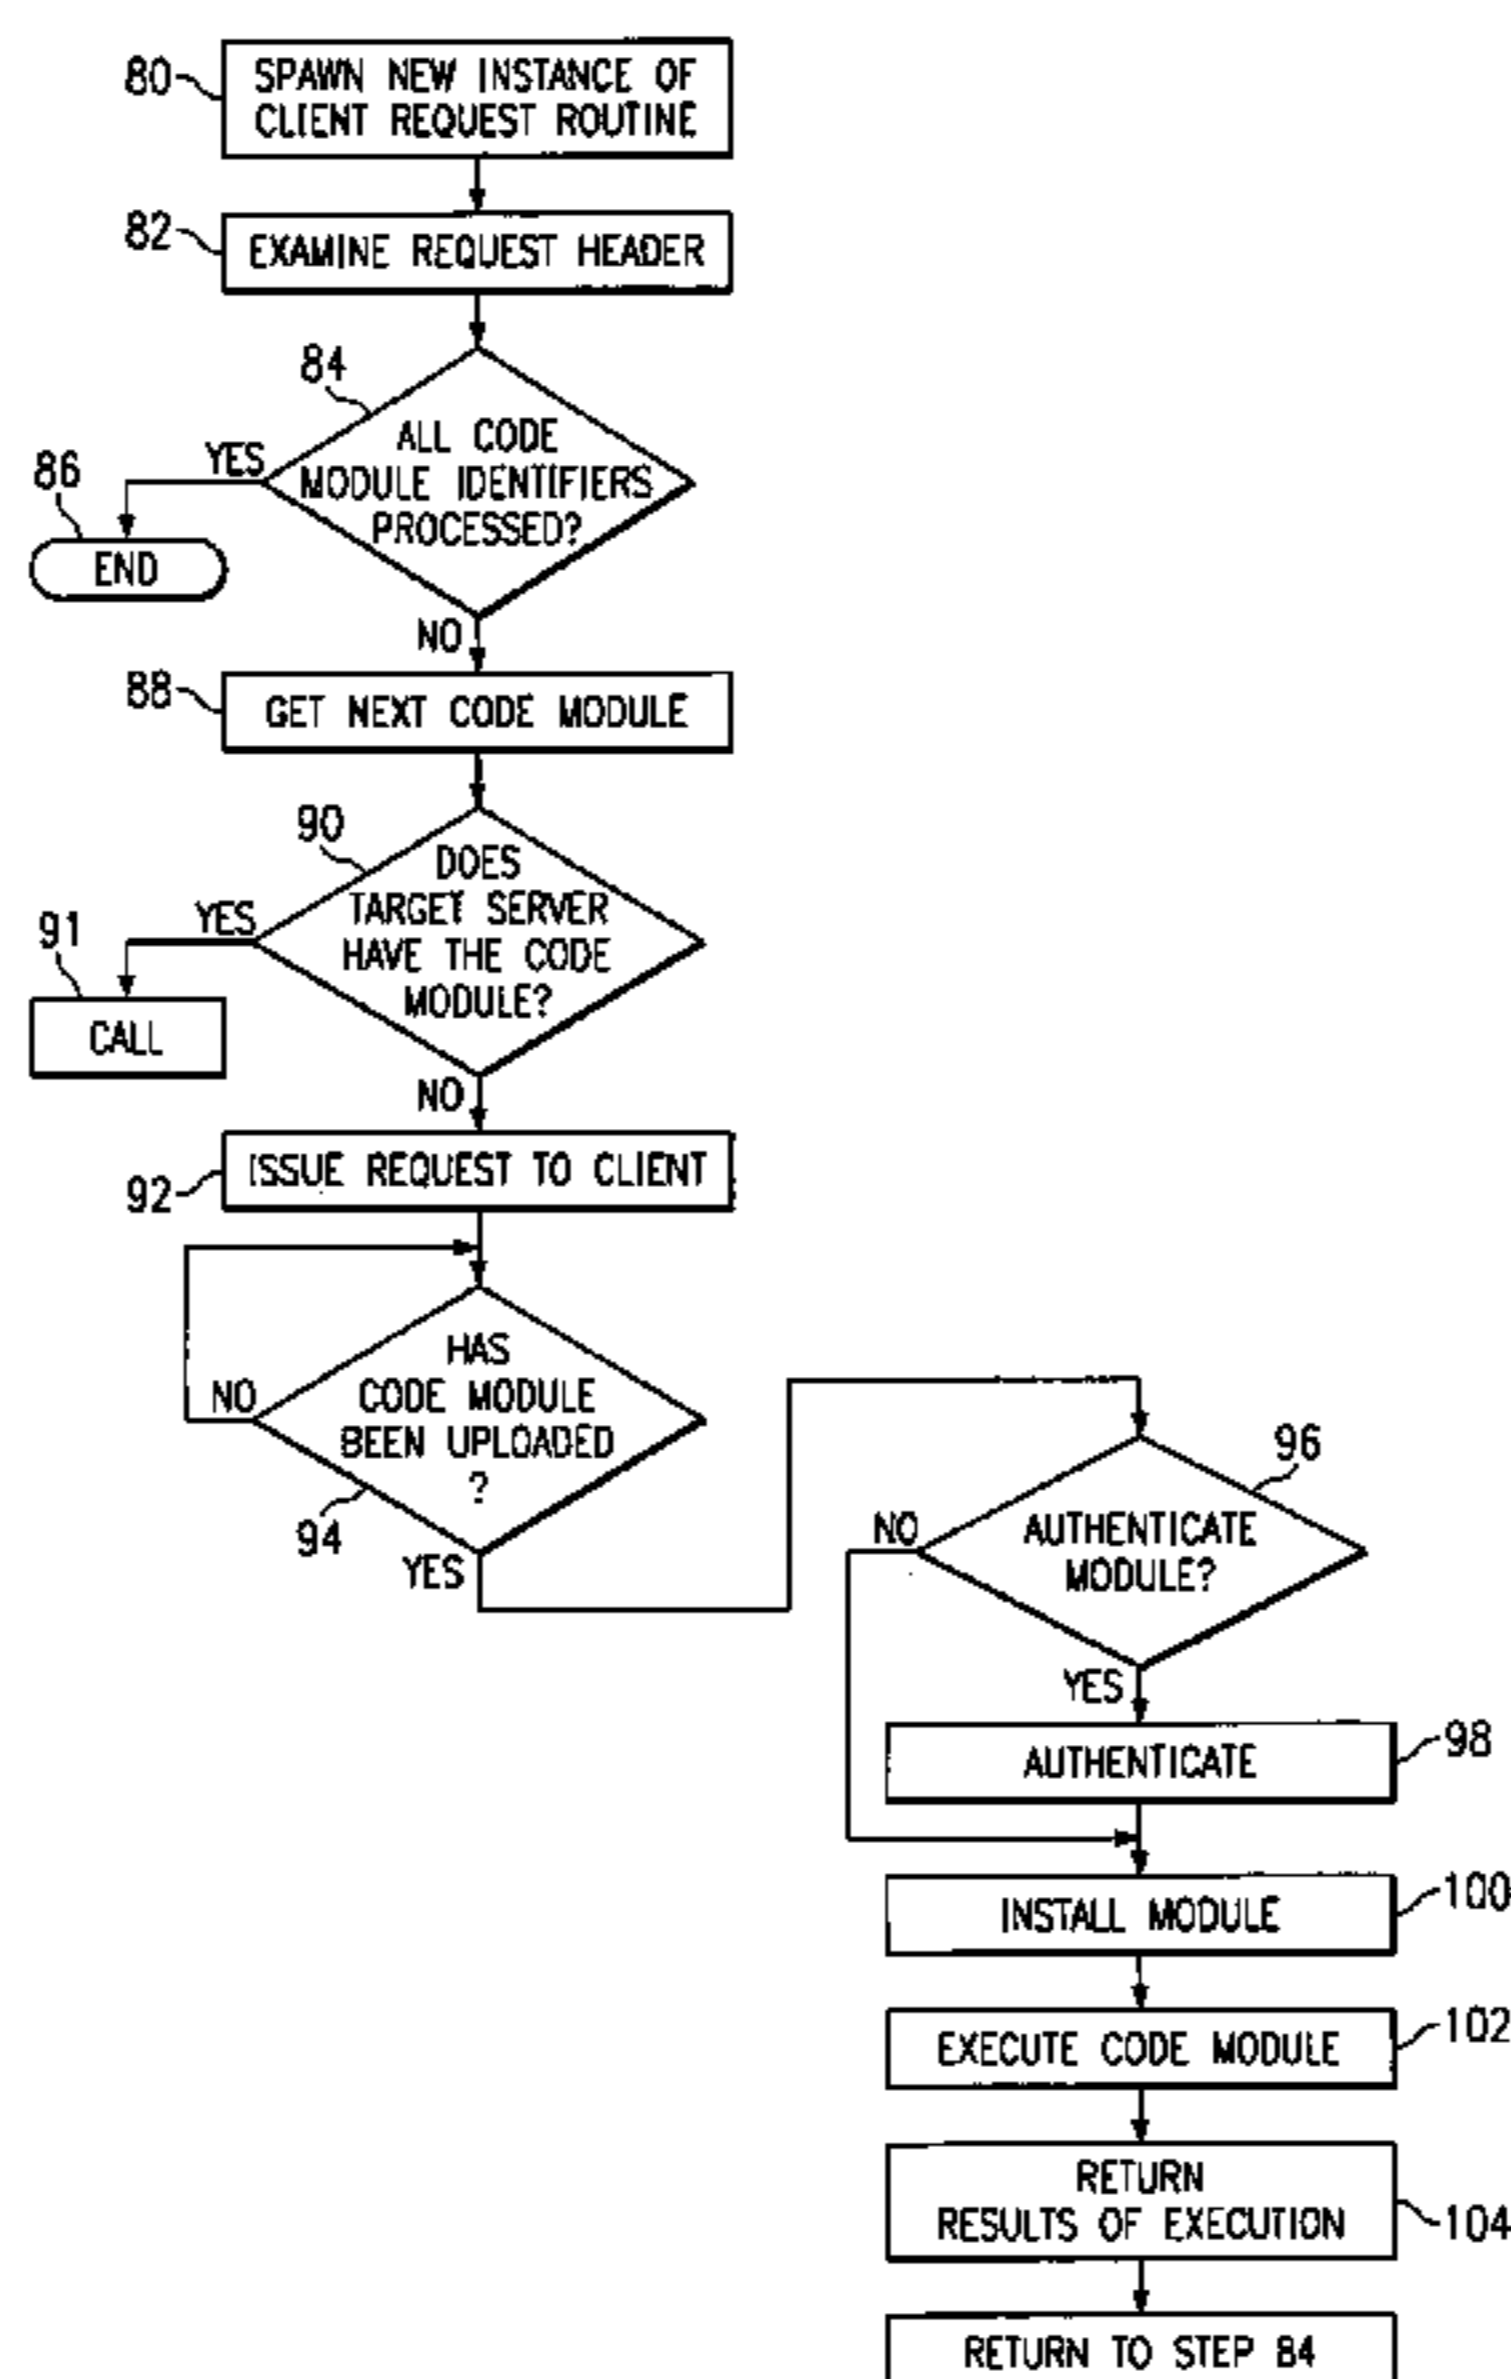 80
SPAWN NEW INSTANCE OF
CLIENT REQUEST ROUTINE
82
EXAMINE REQUEST HEADER
84
ALL CODE
MODULE IDENTIFIERS
PROCESSED?
YES
86
END
NO
88
GET NEXT CODE MODULE
90
DOES
TARGET SERVER
HAVE THE CODE
MODULE?
YES
91
CALL
NO
92
ISSUE REQUEST TO CLIENT
HAS
CODE MODULE
BEEN UPLOADED
?
NO
94
YES
96
AUTHENTICATE
MODULE?
NO
YES
AUTHENTICATE
98
INSTALL MODULE
100
EXECUTE CODE MODULE
102
RETURN
RESULTS OF EXECUTION
104
RETURN TO STEP 84